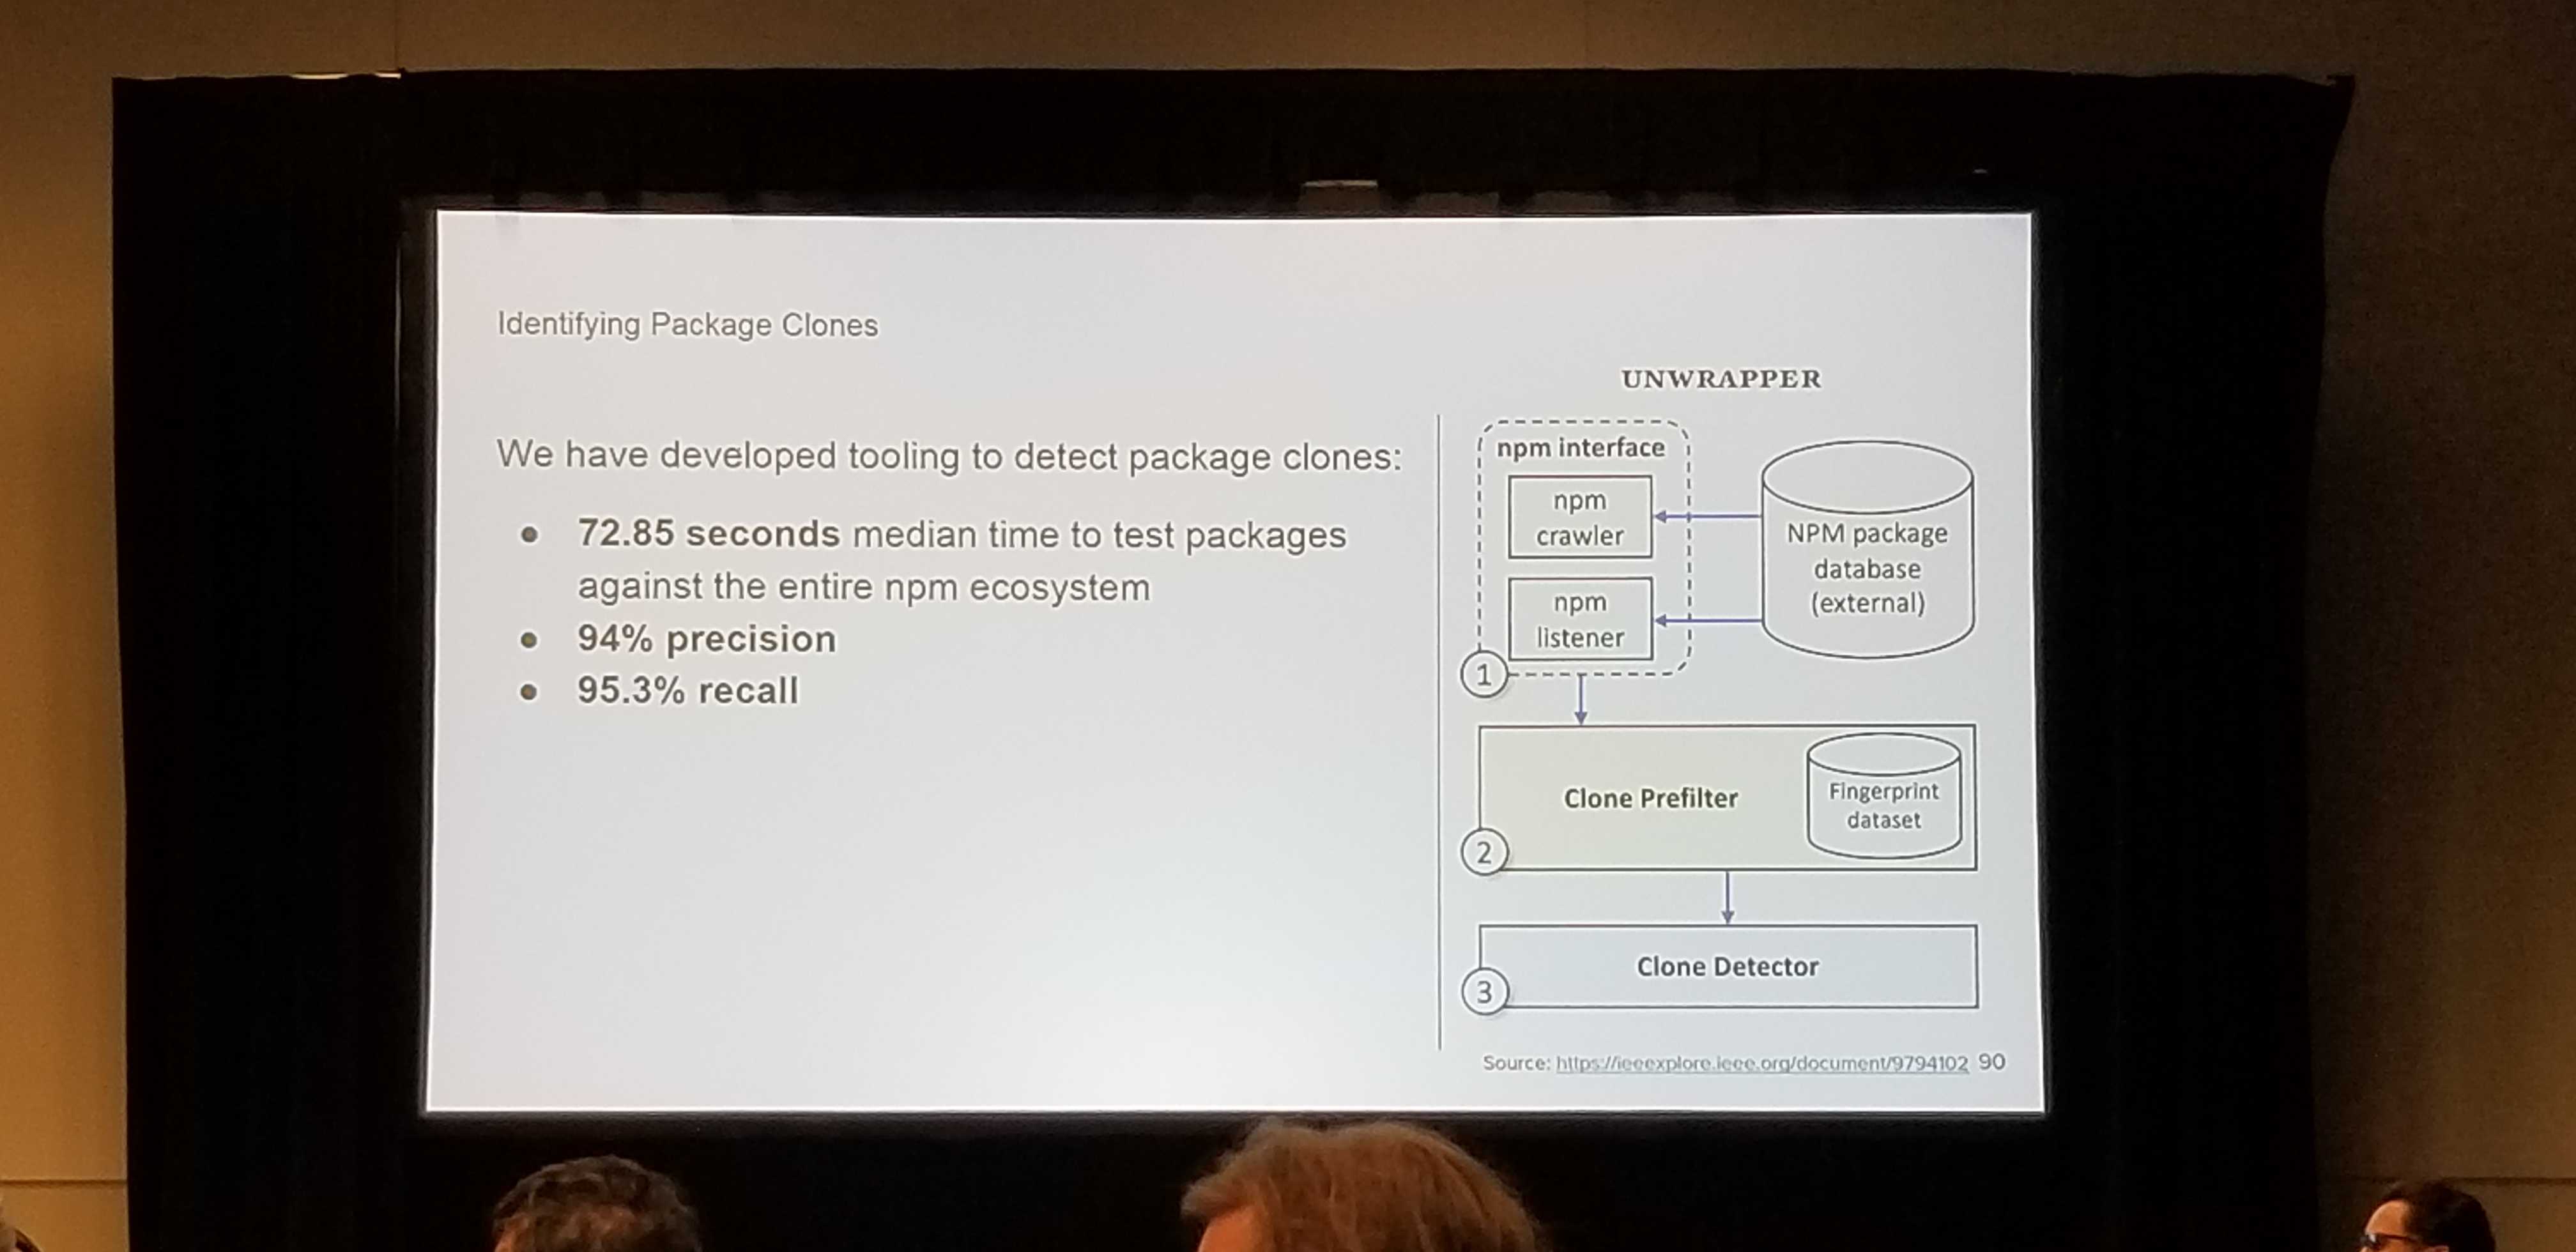 Identifying Package Clones
We have developed tooling to detect package clones:
● 72.85 seconds median time to test packages
against the entire npm ecosystem
● 94% precision
● 95.3% recall
UNWRAPPER
npm interface
npm
crawler
npm
listener
1
NPM package
database
(external)
Clone Prefilter
Fingerprint
dataset
2
Clone Detector
3
Source: https://ieeexplore.ieee.org/document/9794102 90